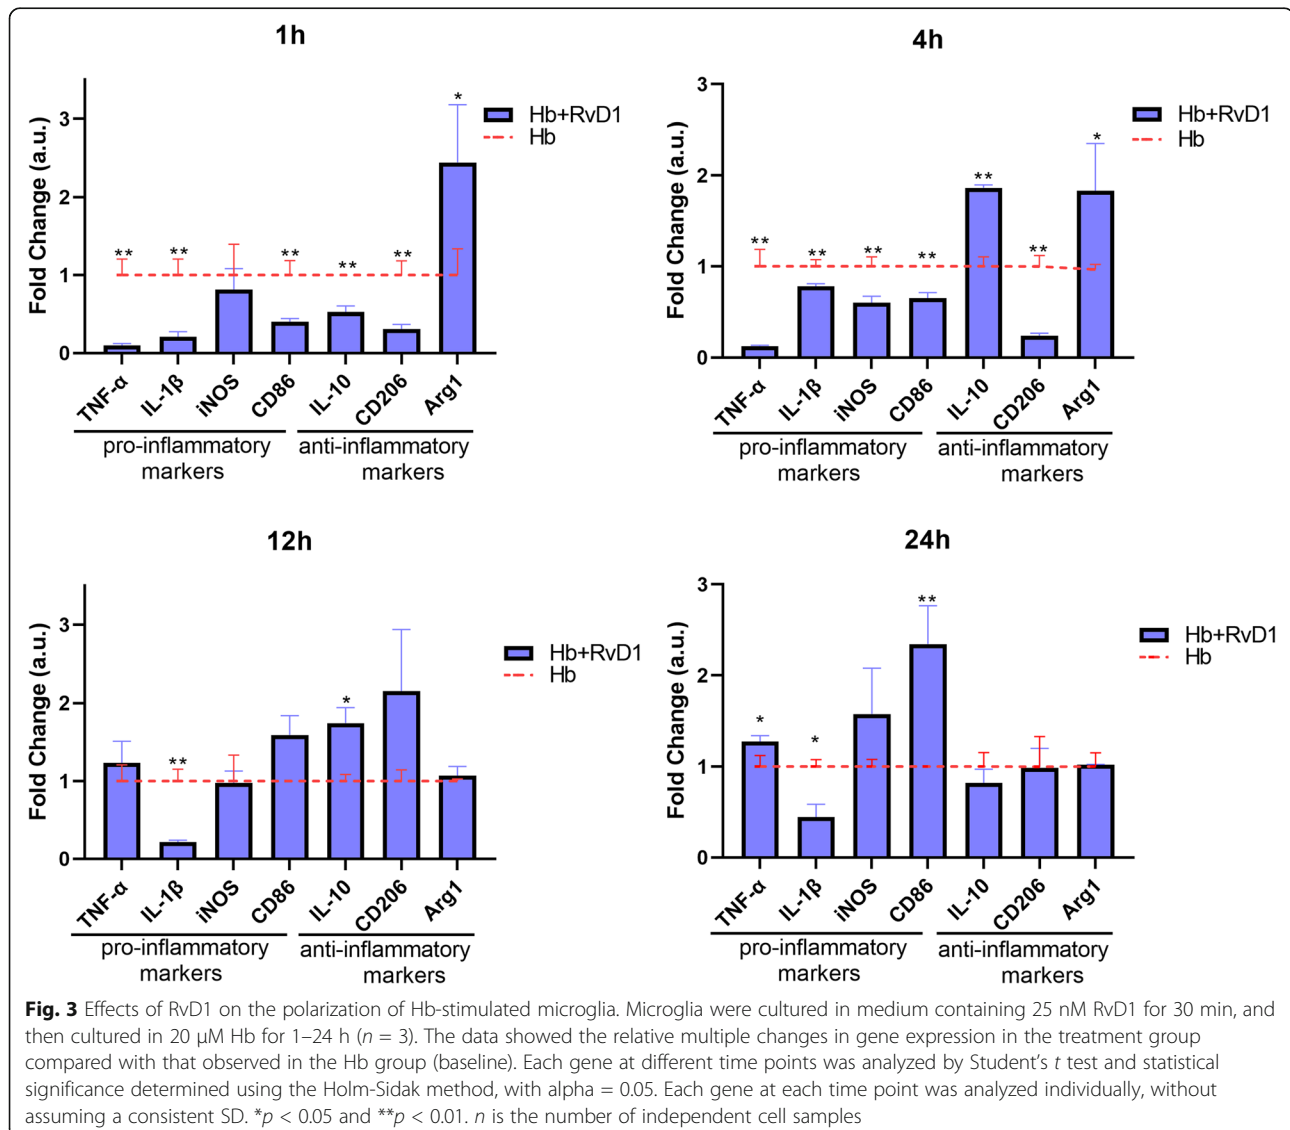 1h
Fold Change (a.u.)
3
2
1
0
*
** ** ** ** **
Hb+RvD1
Hb
TNF-α IL-1β iNOS CD86 IL-10 CD206 Arg1
pro-inflammatory markers
anti-inflammatory markers
4h
Fold Change (a.u.)
3
2
1
0
** ** ** ** ** ** *
Hb+RvD1
Hb
TNF-α IL-1β iNOS CD86 IL-10 CD206 Arg1
pro-inflammatory markers
anti-inflammatory markers
12h
Fold Change (a.u.)
3
2
1
0
** *
Hb+RvD1
Hb
TNF-α IL-1β iNOS CD86 IL-10 CD206 Arg1
pro-inflammatory markers
anti-inflammatory markers
24h
Fold Change (a.u.)
3
2
1
0
* * **
Hb+RvD1
Hb
TNF-α IL-1β iNOS CD86 IL-10 CD206 Arg1
pro-inflammatory markers
anti-inflammatory markers
Fig. 3 Effects of RvD1 on the polarization of Hb-stimulated microglia. Microglia were cultured in medium containing 25 nM RvD1 for 30 min, and
then cultured in 20 μM Hb for 1–24 h (n = 3). The data showed the relative multiple changes in gene expression in the treatment group
compared with that observed in the Hb group (baseline). Each gene at different time points was analyzed by Student's t test and statistical
significance determined using the Holm-Sidak method, with alpha = 0.05. Each gene at each time point was analyzed individually, without
assuming a consistent SD. *p < 0.05 and **p < 0.01. n is the number of independent cell samples